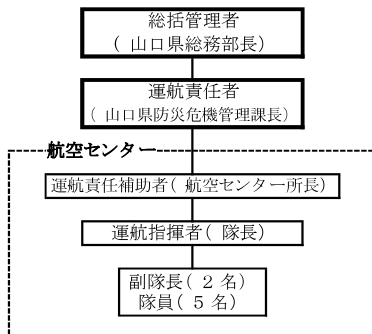 総括管理者
（ 山口県総務部長）
運航責任者
（ 山口県防災危機管理課長）
航空センター
運航責任補助者（ 航空センター所長）
運航指揮者（ 隊長）
副隊長（ 2 名）
隊員（ 5 名）